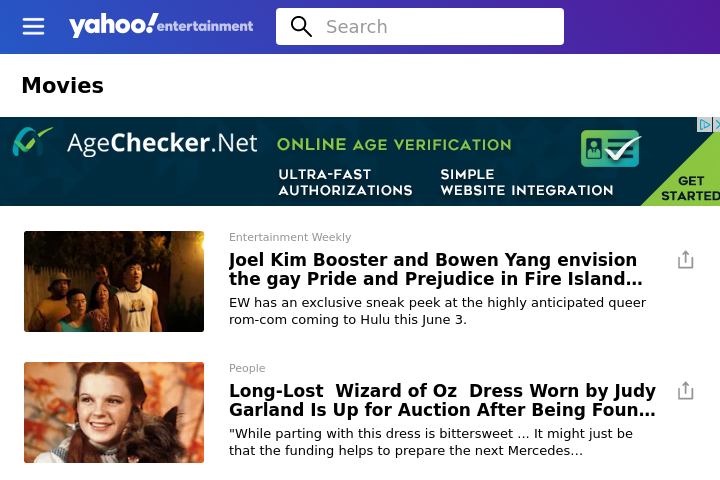 yahoo!entertainment
Search
Movies
AgeChecker.Net
ONLINE AGE VERIFICATION
ULTRA-FAST
AUTHORIZATIONS
SIMPLE
WEBSITE INTEGRATION
GET
STARTED
Entertainment Weekly
Joel Kim Booster and Bowen Yang envision
the gay Pride and Prejudice in Fire Island…
EW has an exclusive sneak peek at the highly anticipated queer
rom-com coming to Hulu this June 3.
People
Long-Lost Wizard of Oz Dress Worn by Judy
Garland Is Up for Auction After Being Foun…
"While parting with this dress is bittersweet ... It might just be
that the funding helps to prepare the next Mercedes…